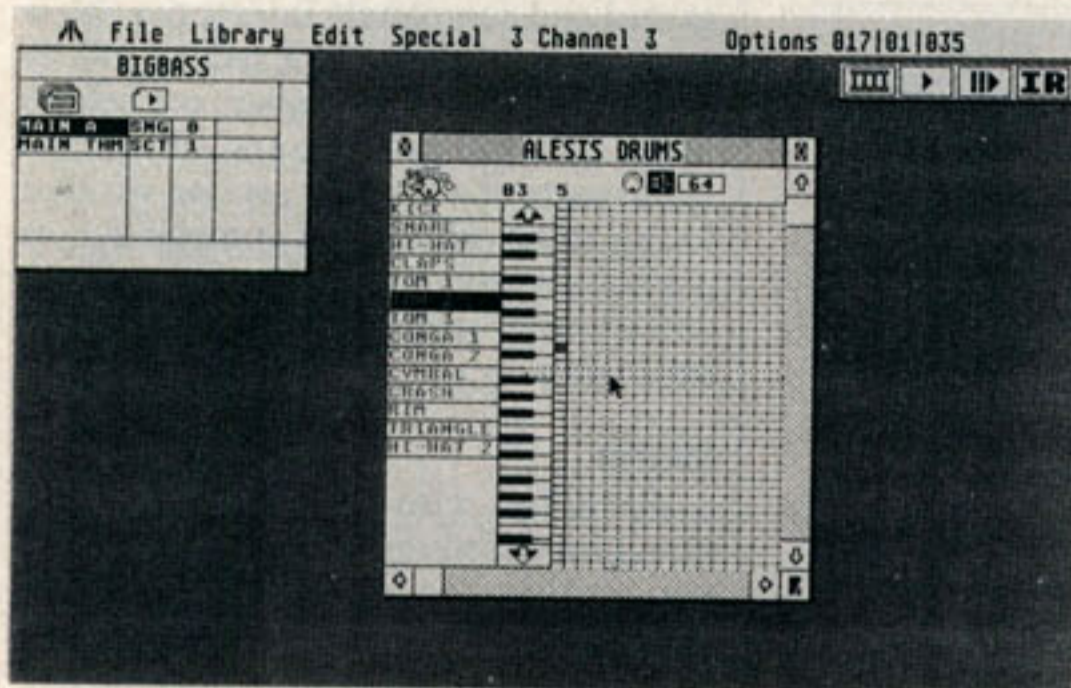 File Library Edit Special 3 Channel 3 Options 017|01|035
BIGBASS
MAIN A SNG 0
MAIN THM SCT 1
IR
ALESIS DRUMS
B3 5 64
KICK
SNARE
HI-HAT
CLAPS
TOM 1
TOM 3
CONGA 1
CONGA 2
CYMBAL
CRASH
RIM
TRIANGLE
HI-HAT 2